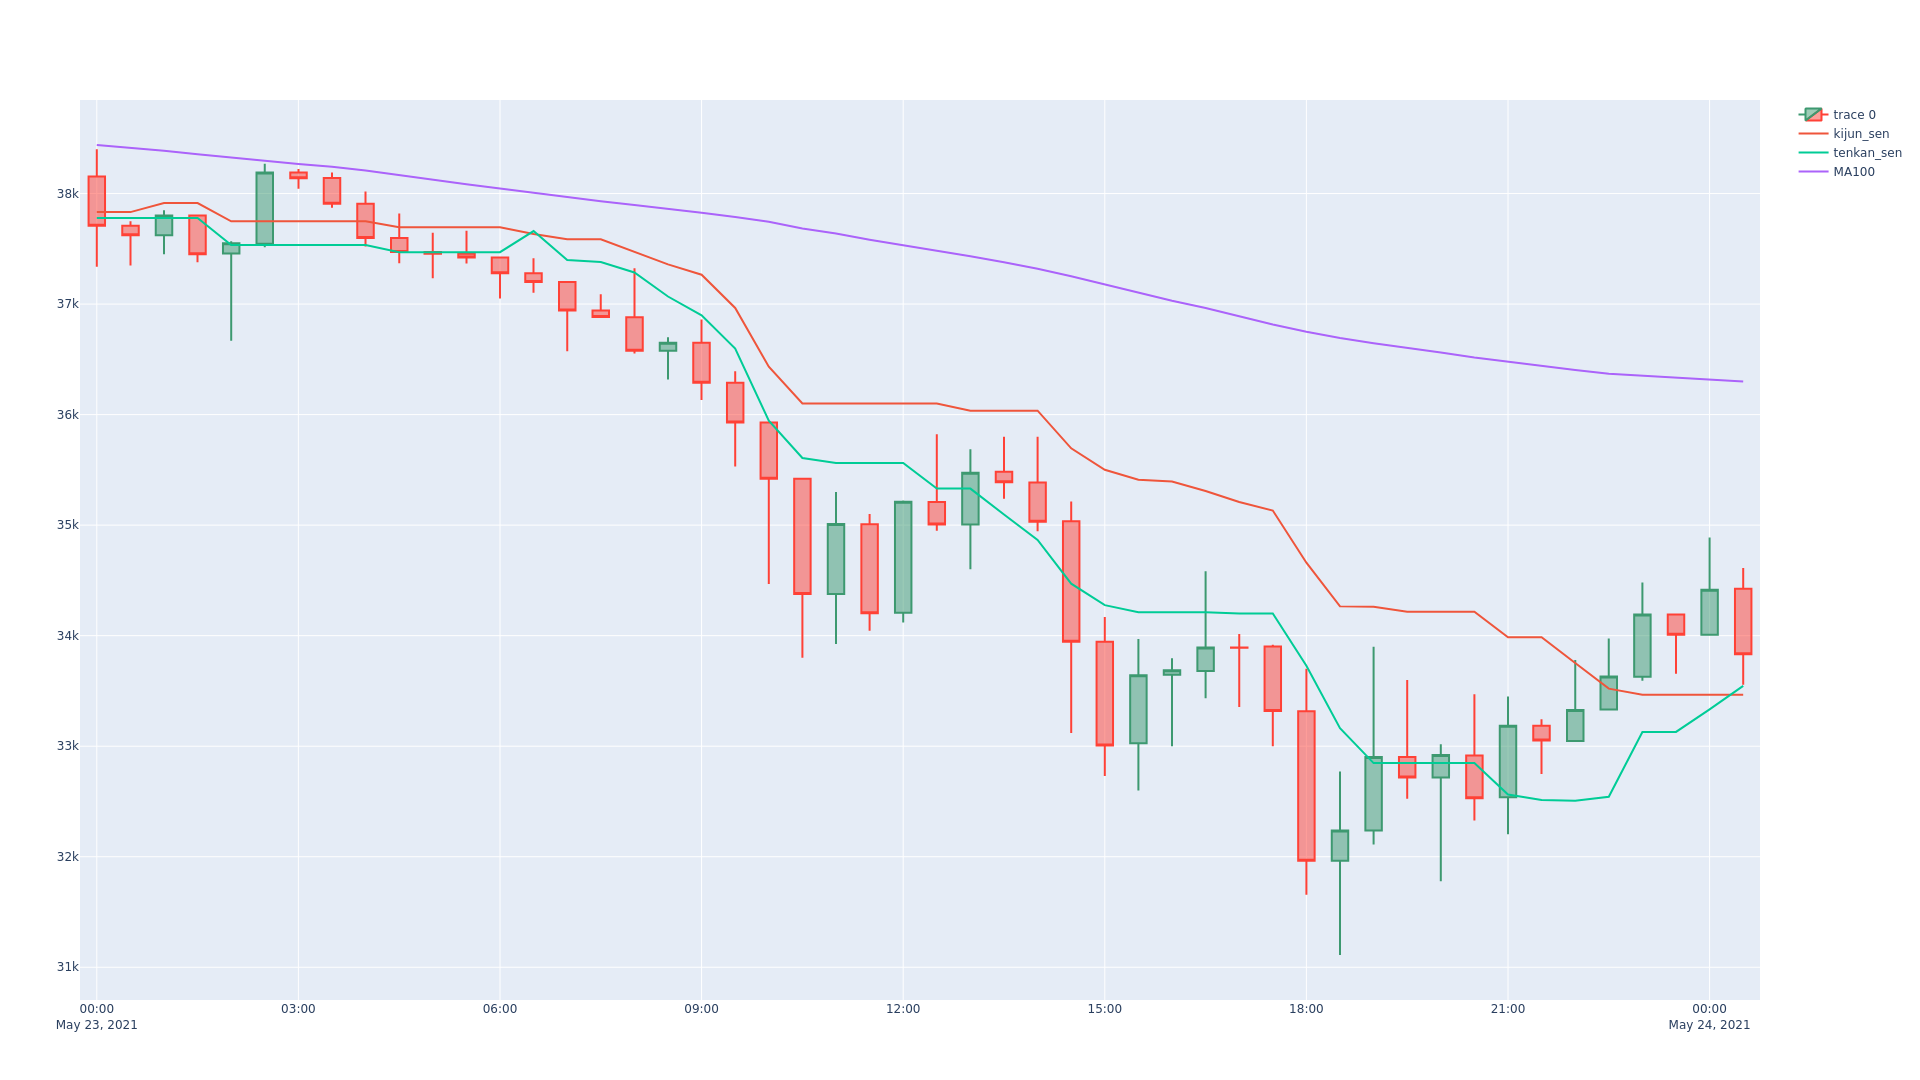 trace 0
kijun_sen
tenkan_sen
MA100
38k
37k
36k
35k
34k
33k
32k
31k
00:00 03:00 06:00 09:00 12:00 15:00 18:00 21:00 00:00
May 23, 2021 May 24, 2021